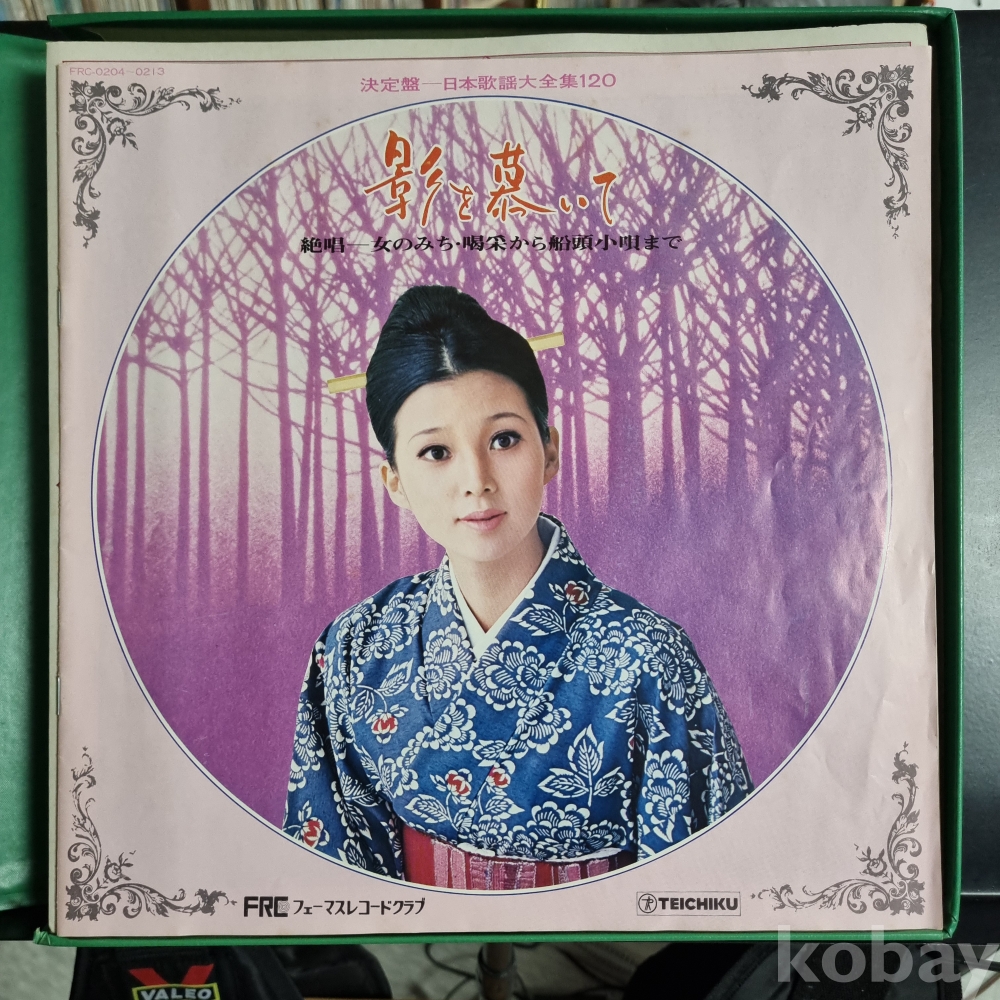 FRC-0204~0213
決定盤—日本歌謡大全集120
影を慕いて
絶唱—女のみち・喝采から船頭小唄まで
FRC フェーマスレコードクラブ
TEICHIKU
VALEO
kobay